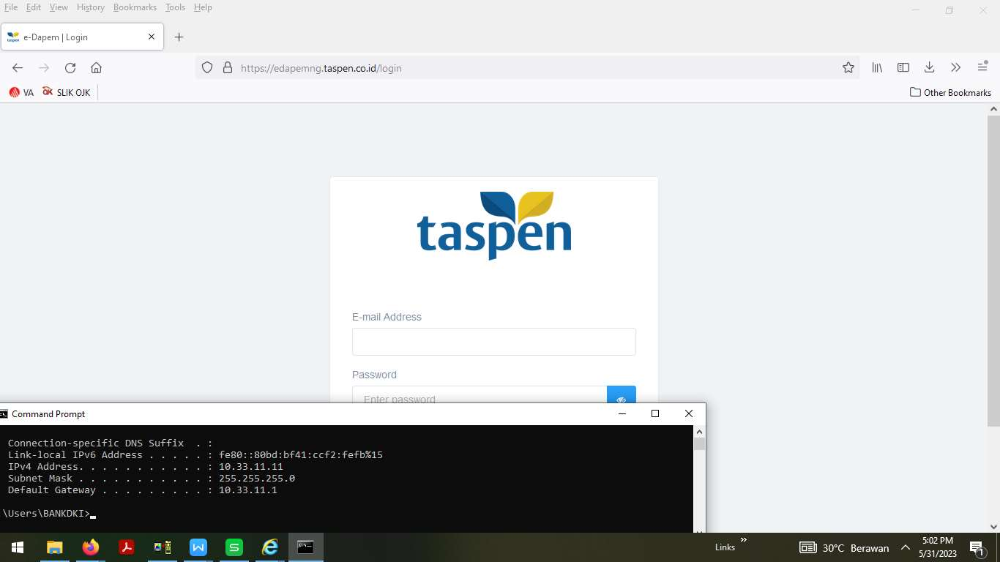 File Edit View History Bookmarks Tools Help
taspen e-Dapem | Login
https://edapemng.taspen.co.id/login
VA SLIK OJK Other Bookmarks
taspen
E-mail Address
Password
Enter password
Command Prompt
Connection-specific DNS Suffix . :
Link-local IPv6 Address . . . . . : fe80::80bd:bf41:ccf2:fefb%15
IPv4 Address. . . . . . . . . . . : 10.33.11.11
Subnet Mask . . . . . . . . . . . : 255.255.255.0
Default Gateway . . . . . . . . . : 10.33.11.1
\Users\BANKDKI>
Links 30°C Berawan 5:02 PM
5/31/2023 1